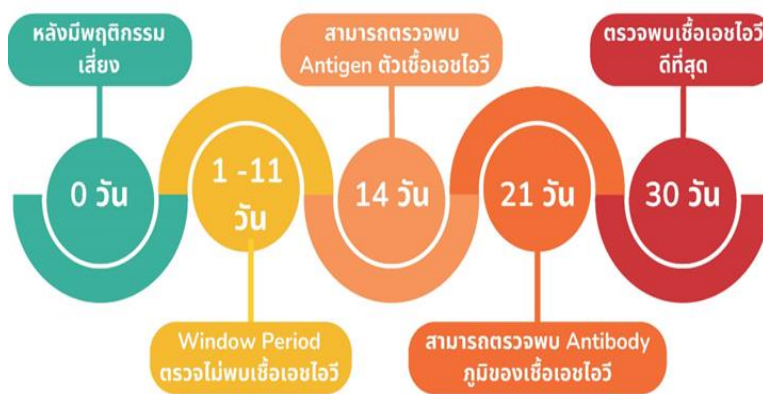 หลังมีพฤติกรรม
เสี่ยง
0 วัน
1 -11
วัน
Window Period
ตรวจไม่พบเชื้อเอชไอวี
สามารถตรวจพบ
Antigen ตัวเชื้อเอชไอวี
14 วัน
21 วัน
สามารถตรวจพบ Antibody
ภูมิของเชื้อเอชไอวี
ตรวจพบเชื้อเอชไอวี
ดีที่สุด
30 วัน